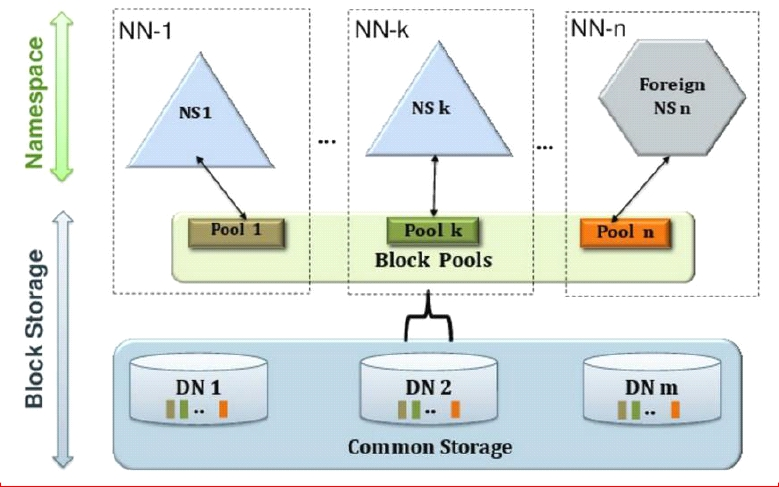 NN-1
NN-k
NN-n
Namespace
NS1
NS k
Foreign
NS n
...
...
Pool 1
Pool k
Pool n
Block Pools
Block Storage
DN 1
DN 2
DN m
..
..
..
Common Storage